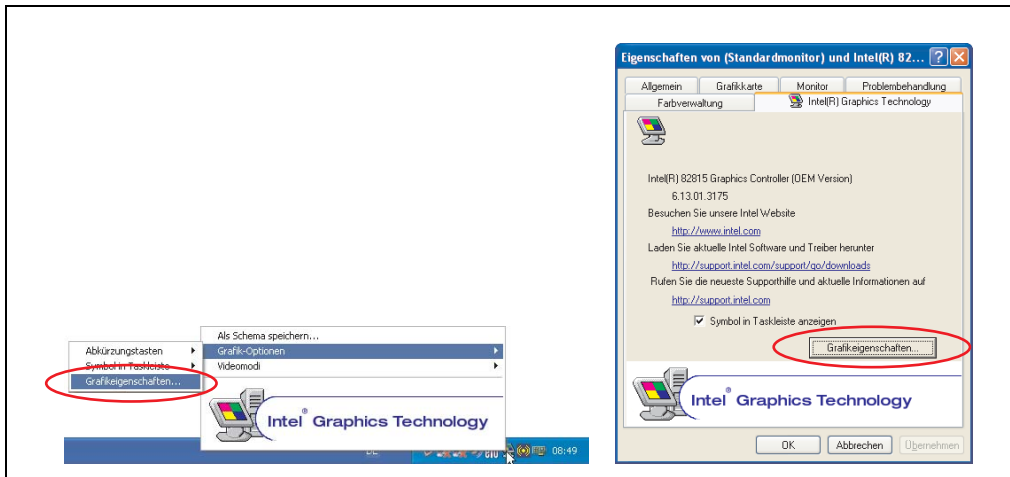 Als Schema speichern...
Grafik-Optionen
Videomodi
Abkürzungstasten
Symbol in Taskleiste
Grafikeigenschaften...
Intel® Graphics Technology
08:49
Eigenschaften von (Standardmonitor) und Intel(R) 82...
Allgemein Grafikkarte Monitor Problembehandlung
Farbverwaltung Intel(R) Graphics Technology
Intel(R) 82815 Graphics Controller (OEM Version)
6.13.01.3175
Besuchen Sie unsere Intel Website
http://www.intel.com
Laden Sie aktuelle Intel Software und Treiber herunter
http://support.intel.com/support/go/downloads
Rufen Sie die neueste Supporthilfe und aktuelle Informationen auf
http://support.intel.com
Symbol in Taskleiste anzeigen
Grafikeigenschaften...
Intel® Graphics Technology
OK Abbrechen Übernehmen